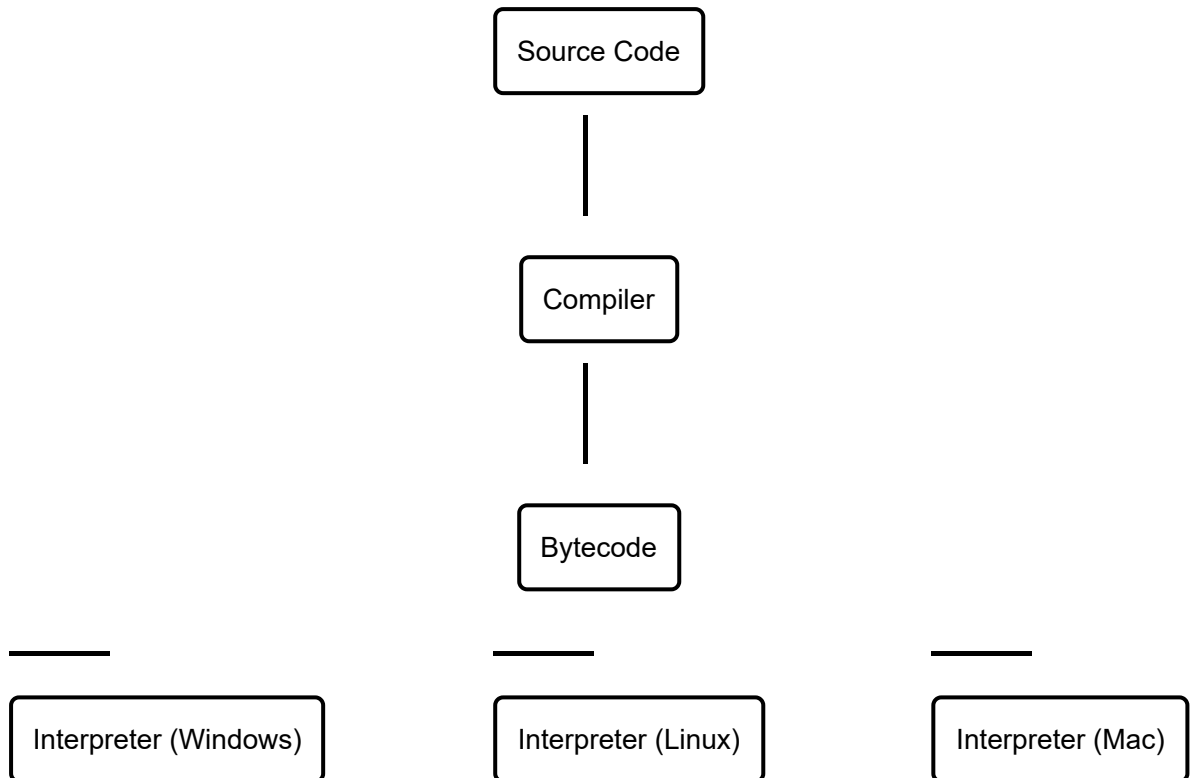 Source Code
Compiler
Bytecode
Interpreter (Windows)
Interpreter (Linux)
Interpreter (Mac)